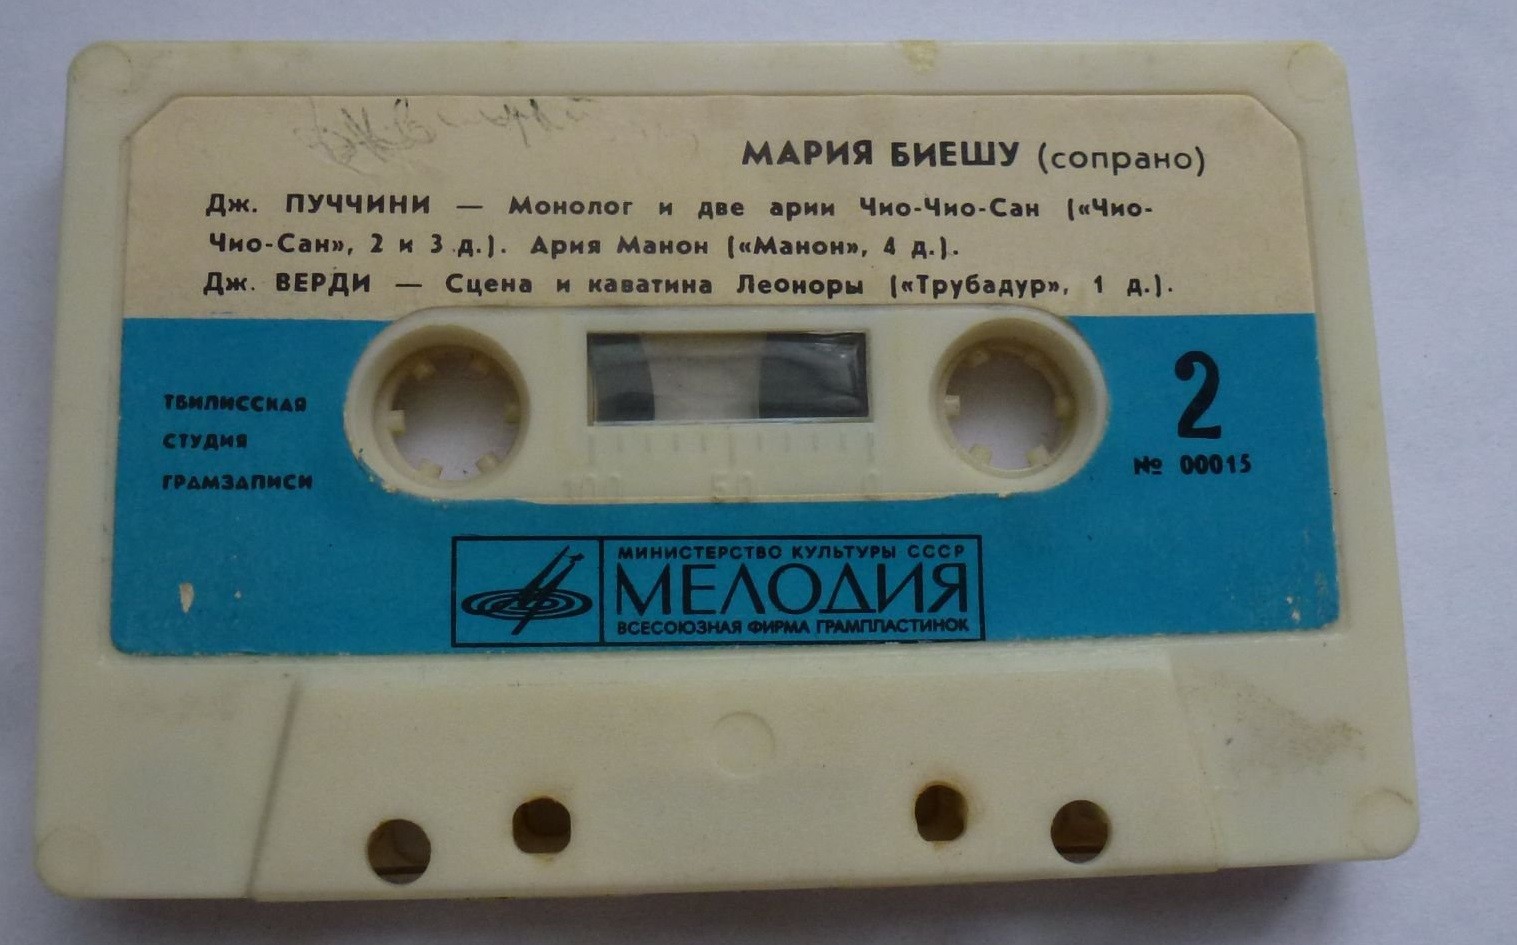 МАРИЯ БИЕШУ (сопрано)
Дж. ПУЧЧИНИ — Монолог и две арии Чио-Чио-Сан («Чио-
Чио-Сан», 2 и 3 д.). Ария Манон («Манон», 4 д.).
Дж. ВЕРДИ — Сцена и каватина Леоноры («Трубадур», 1 д.).
ТБИЛИССКАЯ
СТУДИЯ
ГРАМЗАПИСИ
2
№ 00015
100 50 0
МИНИСТЕРСТВО КУЛЬТУРЫ СССР
МЕЛОДИЯ
ВСЕСОЮЗНАЯ ФИРМА ГРАМПЛАСТИНОК